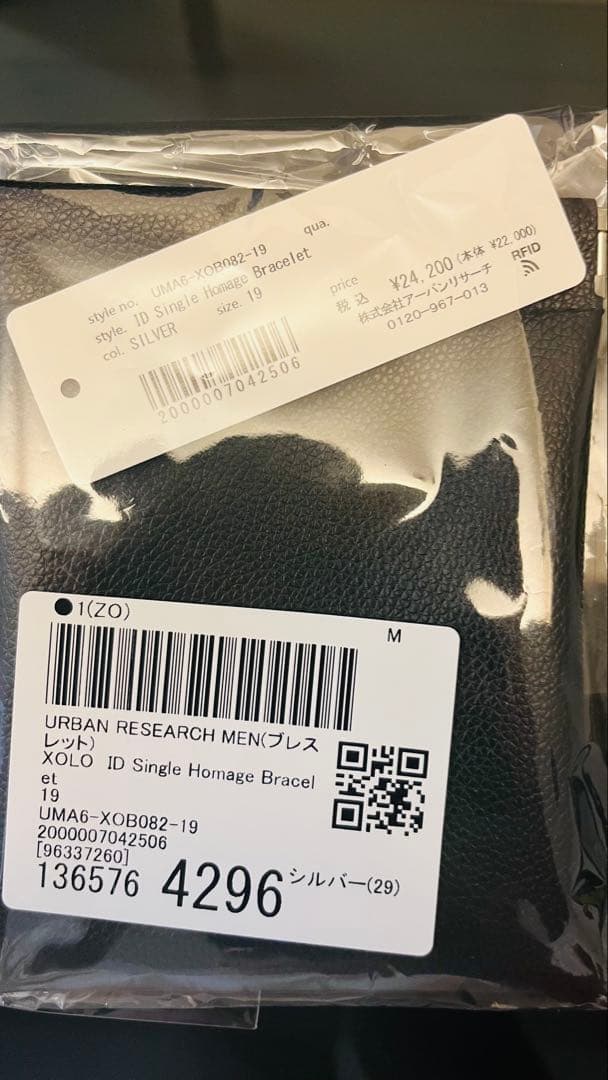 style no. UMA6-XOB082-19
qua.
style. ID Single Homage Bracelet
col. SILVER
size. 19
2000007042506
price
税込 ¥24,200(本体 ¥22,000)
株式会社アーバンリサーチ
0120-967-013
RFID
●1(ZO)
M
URBAN RESEARCH MEN(ブレス
レット)
XOLO ID Single Homage Bracel
et
19
UMA6-XOB082-19
2000007042506
[96337260]
136576 4296 シルバー(29)